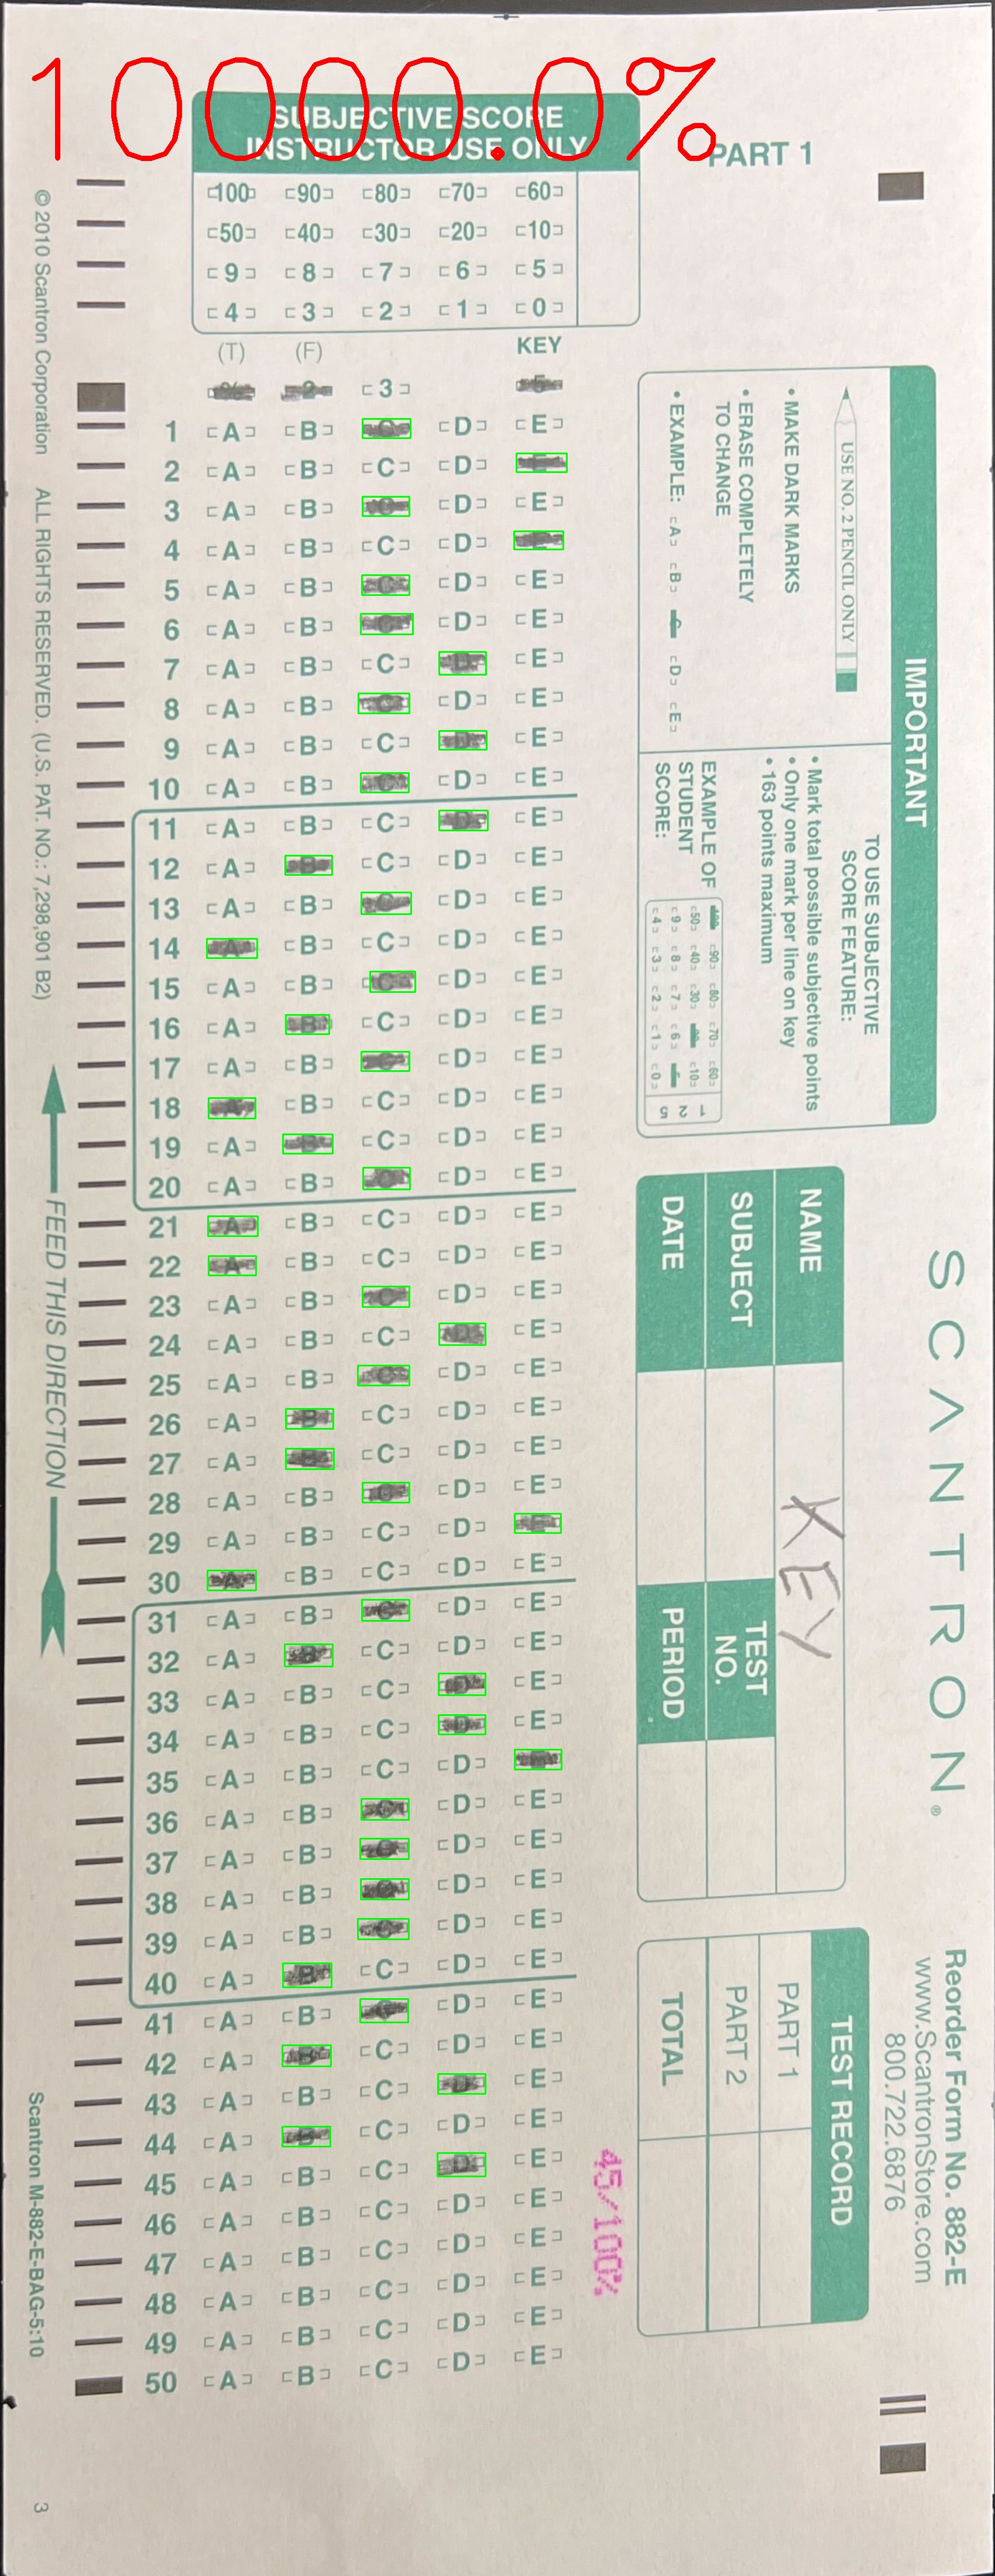 10000.0%
SUBJECTIVE SCORE
INSTRUCTOR USE ONLY
PART 1
100 90 80 70 60
50 40 30 20 10
9 8 7 6 5
4 3 2 1 0
(T) (F) KEY
% 2 3 5
1 A B C D E
2 A B C D E
3 A B C D E
4 A B C D E
5 A B C D E
6 A B C D E
7 A B C D E
8 A B C D E
9 A B C D E
10 A B C D E
11 A B C D E
12 A B C D E
13 A B C D E
14 A B C D E
15 A B C D E
16 A B C D E
17 A B C D E
18 A B C D E
19 A B C D E
20 A B C D E
21 A B C D E
22 A B C D E
23 A B C D E
24 A B C D E
25 A B C D E
26 A B C D E
27 A B C D E
28 A B C D E
29 A B C D E
30 A B C D E
31 A B C D E
32 A B C D E
33 A B C D E
34 A B C D E
35 A B C D E
36 A B C D E
37 A B C D E
38 A B C D E
39 A B C D E
40 A B C D E
41 A B C D E
42 A B C D E
43 A B C D E
44 A B C D E
45 A B C D E
46 A B C D E
47 A B C D E
48 A B C D E
49 A B C D E
50 A B C D E
© 2010 Scantron Corporation ALL RIGHTS RESERVED. (U.S. PAT. NO.: 7,298,901 B2)
FEED THIS DIRECTION
Scantron M-882-E-BAG-5:10
3
IMPORTANT
USE NO. 2 PENCIL ONLY
• MAKE DARK MARKS
• ERASE COMPLETELY
TO CHANGE
• EXAMPLE: A B C D E
TO USE SUBJECTIVE
SCORE FEATURE:
• Mark total possible subjective points
• Only one mark per line on key
• 163 points maximum
EXAMPLE OF
STUDENT
SCORE:
100 90 80 70 60
50 40 30 20 10
9 8 7 6 5
4 3 2 1 0
1
2
5
NAME
KEY
SUBJECT
TEST
NO.
DATE
PERIOD
SCANTRON®
TEST RECORD
PART 1
PART 2
TOTAL
Reorder Form No. 882-E
www.ScantronStore.com
800.722.6876
45/100%